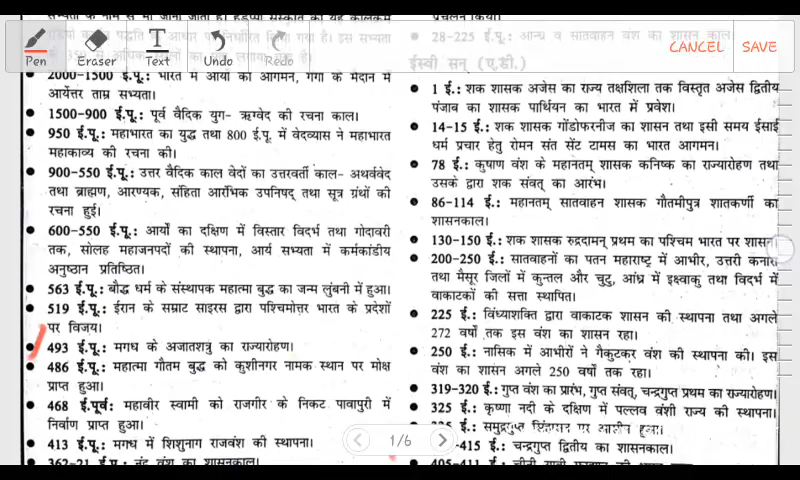 CANCEL SAVE
Pen Eraser Text Undo Redo
2000-1500 ई.पू.: भारत में आर्यों का आगमन, गंगा के मैदान में
आर्येत्तर ताम्र सभ्यता।
1500-900 ई.पू.: पूर्व वैदिक युग- ऋग्वेद की रचना काल।
950 ई.पू.: महाभारत का युद्ध तथा 800 ई.पू. में वेदव्यास ने महाभारत
महाकाव्य की रचना की।
900-550 ई.पू.: उत्तर वैदिक काल वेदों का उत्तरवर्ती काल- अथर्ववेद
तथा ब्राह्मण, आरण्यक, संहिता आरंभिक उपनिषद् तथा सूत्र ग्रंथों की
रचना हुई।
600-550 ई.पू.: आर्यों का दक्षिण में विस्तार विदर्भ तथा गोदावरी
तक, सोलह महाजनपदों की स्थापना, आर्य सभ्यता में कर्मकांडीय
अनुष्ठान प्रतिष्ठित।
563 ई.पू.: बौद्ध धर्म के संस्थापक महात्मा बुद्ध का जन्म लुंबनी में हुआ।
519 ई.पू.: ईरान के सम्राट साइरस द्वारा पश्चिमोत्तर भारत के प्रदेशों
पर विजय।
493 ई.पू.: मगध के अजातशत्रु का राज्यारोहण।
486 ई.पू.: महात्मा गौतम बुद्ध को कुशीनगर नामक स्थान पर मोक्ष
प्राप्त हुआ।
468 ई.पूर्व: महावीर स्वामी को राजगीर के निकट पावापुरी में
निर्वाण प्राप्त हुआ।
413 ई.पू.: मगध में शिशुनाग राजवंश की स्थापना।
362-21 ई.पू.: नंद वंश का शासनकाल।
28-225 ई.पू.: आन्ध्र व सातवाहन वंश का शासन काल
ईस्वी सन् (ए.डी.)
1 ई.: शक शासक अजेस का राज्य तक्षशिला तक विस्तृत अजेस द्वितीय
पंजाब का शासक पार्थियन का भारत में प्रवेश।
14-15 ई.: शक शासक गोंडोफरनीज का शासन तथा इसी समय ईसाई
धर्म प्रचार हेतु रोमन संत सेंट टामस का भारत आगमन।
78 ई.: कुषाण वंश के महानतम् शासक कनिष्क का राज्यारोहण तथा
उसके द्वारा शक संवत् का आरंभ।
86-114 ई.: महानतम् सातवाहन शासक गौतमीपुत्र शातकर्णी का
शासनकाल।
130-150 ई.: शक शासक रुद्रदामन् प्रथम का पश्चिम भारत पर शासन
200-250 ई.: सातवाहनों का पतन महाराष्ट्र में आभीर, उत्तरी कनारा
तथा मैसूर जिलों में कुन्तल और चुटु, आंध्र में इक्ष्वाकु तथा विदर्भ में
वाकाटकों की सत्ता स्थापित।
225 ई.: विंध्याशक्ति द्वारा वाकाटक शासन की स्थापना तथा अगले
272 वर्षों तक इस वंश का शासन रहा।
250 ई.: नासिक में आभीरों ने गैकुटकर वंश की स्थापना की। इस
वंश का शासन अगले 250 वर्षों तक रहा।
319-320 ई.: गुप्त वंश का प्रारंभ, गुप्त संवत्, चन्द्रगुप्त प्रथम का राज्यारोहण।
325 ई.: कृष्णा नदी के दक्षिण में पल्लव वंशी राज्य की स्थापना।
ई.: समुद्रगुप्त सिंहासन पर आसीन हुआ।
-415 ई.: चन्द्रगुप्त द्वितीय का शासनकाल।
1/6